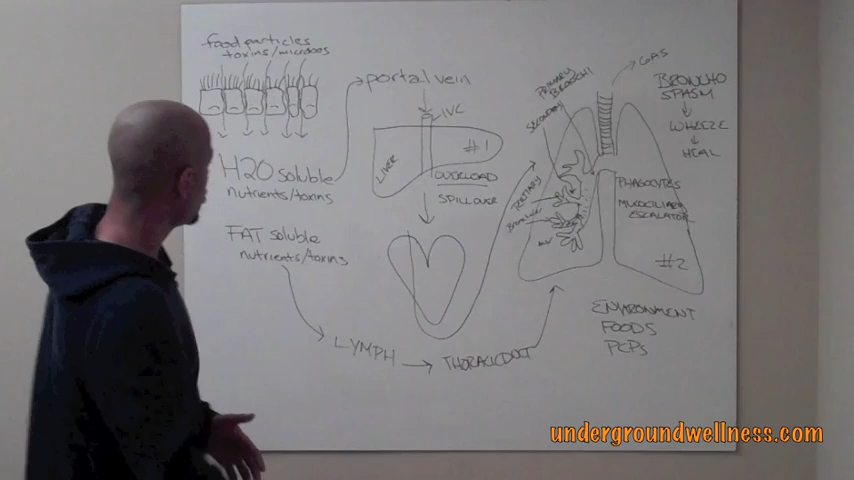 food particles
toxins/microbes
H2O soluble
nutrients/toxins
FAT soluble
nutrients/toxins
portal vein
IVC
LIVER
#1
OVERLOAD
SPILLOVER
LYMPH
THORACIC DUCT
PRIMARY
BRONCHI
SECONDARY
TERTIARY
GAS
BRONCHO
SPASM
WHEEZE
HEAL
PHAGOCYTES
MUCOCILIARY
ESCALATOR
#2
ENVIRONMENT
FOODS
PCPs
undergroundwellness.com